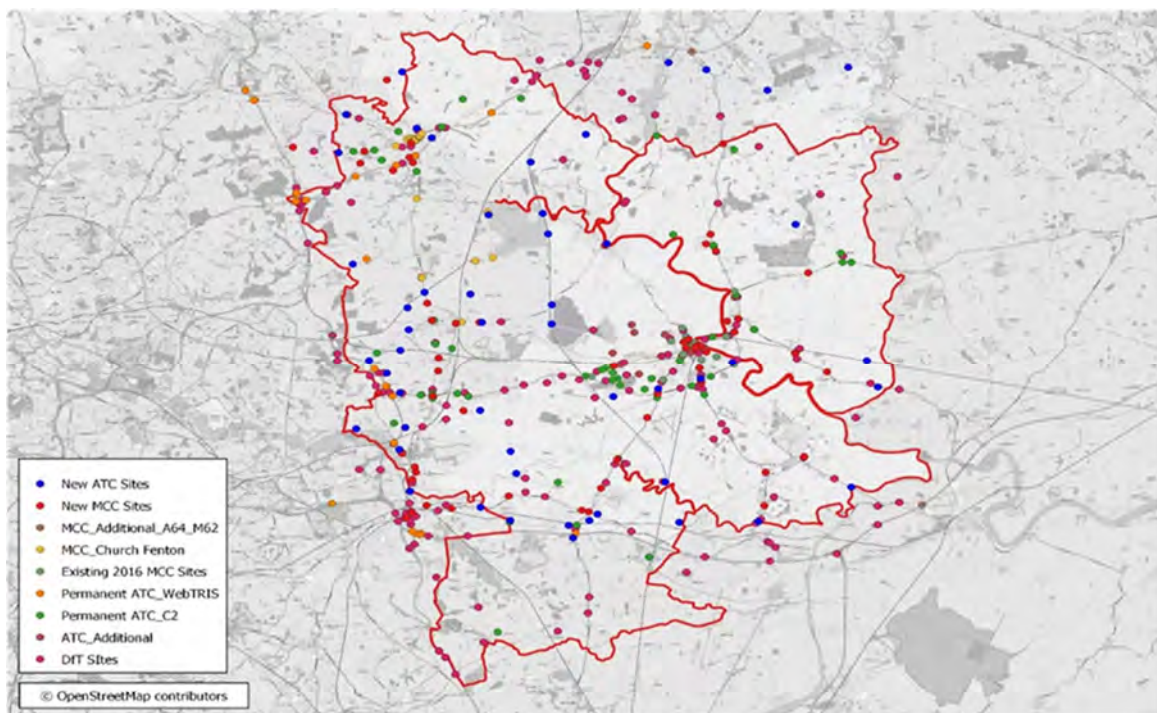 New ATC Sites
New MCC Sites
MCC_Additional_A64_M62
MCC_Church Fenton
Existing 2016 MCC Sites
Permanent ATC_WebTRIS
Permanent ATC_C2
ATC_Additional
DfT SItes
© OpenStreetMap contributors